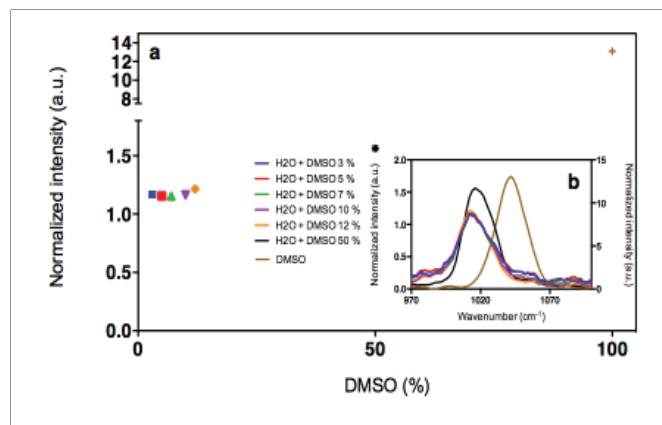 a
14
13
12
10
8
1.5
1.0
0.5
0.0
Normalized intensity (a.u.)
0
50
100
DMSO (%)
H2O + DMSO 3 %
H2O + DMSO 5 %
H2O + DMSO 7 %
H2O + DMSO 10 %
H2O + DMSO 12 %
H2O + DMSO 50 %
DMSO
b
2.0
1.5
1.0
0.5
0.0
Normalized intensity (a.u.)
15
10
5
0
Normalized intensity (a.u.)
970
1020
1070
Wavenumber (cm⁻¹)